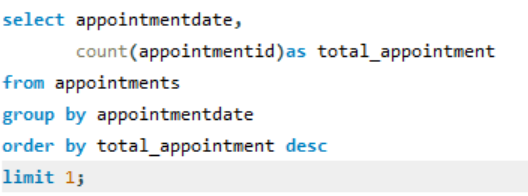 select appointmentdate,
count(appointmentid)as total_appointment
from appointments
group by appointmentdate
order by total_appointment desc
limit 1;